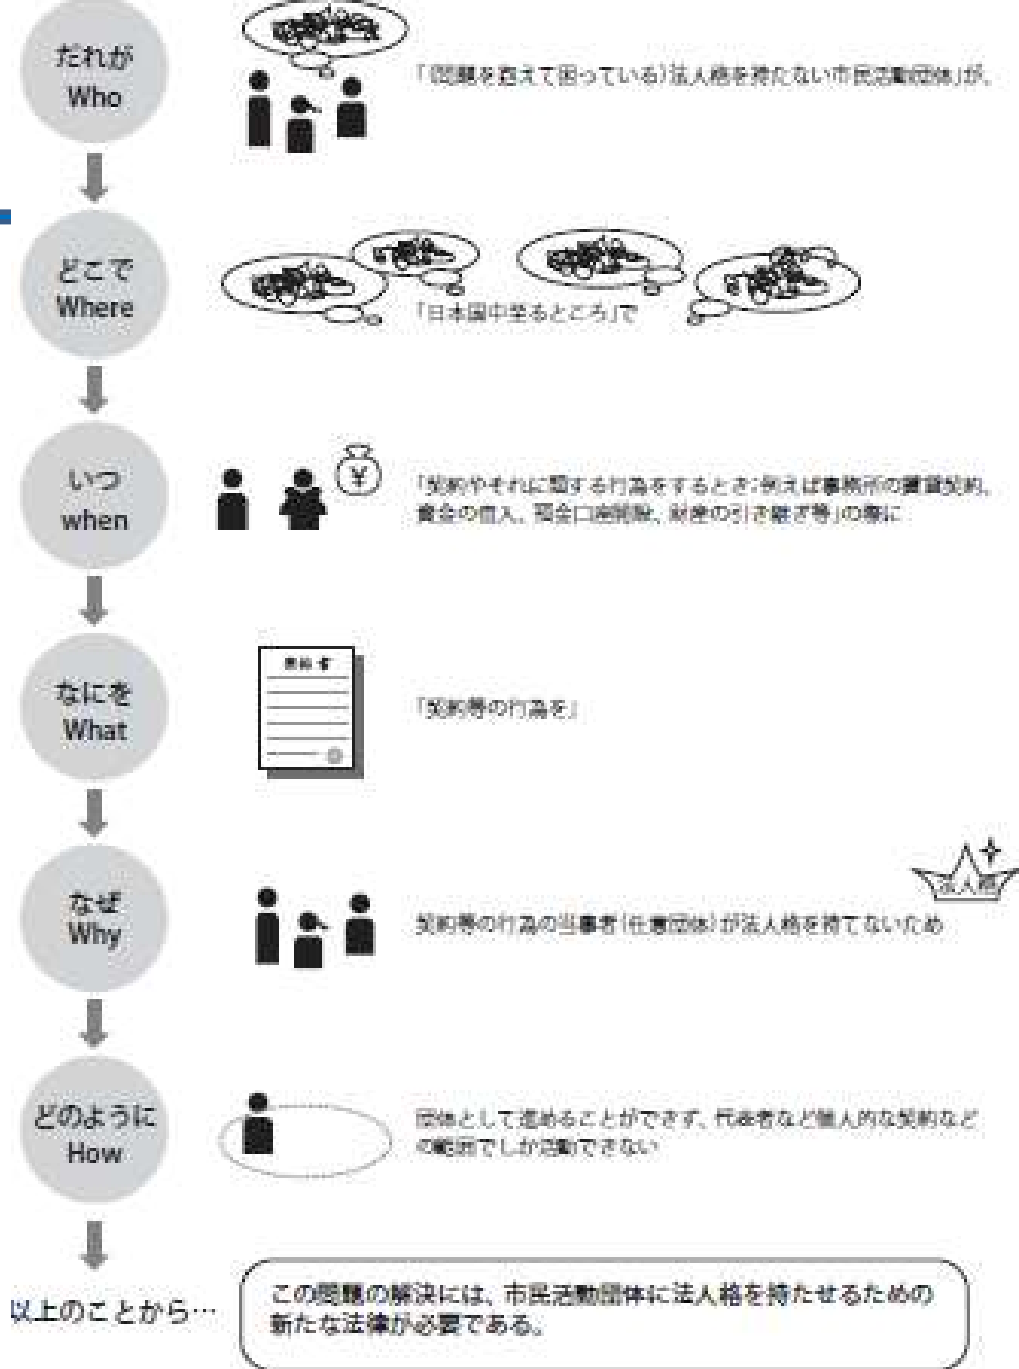 だれが
Who
「(問題を抱えて困っている)法人格を持たない市民活動団体」が、
どこで
Where
「日本国中至るところ」で
いつ
when
¥
「契約やそれに類する行為をするとき:例えば事務所の賃貸契約、
資金の借入、預金口座開設、財産の引き継ぎ等」の際に
なにを
What
契約書
「契約等の行為を」
なぜ
Why
法人格
契約等の行為の当事者(任意団体)が法人格を持てないため
どのように
How
団体として進めることができず、代表者など個人的な契約など
の範囲でしか活動できない
以上のことから…
この問題の解決には、市民活動団体に法人格を持たせるための
新たな法律が必要である。